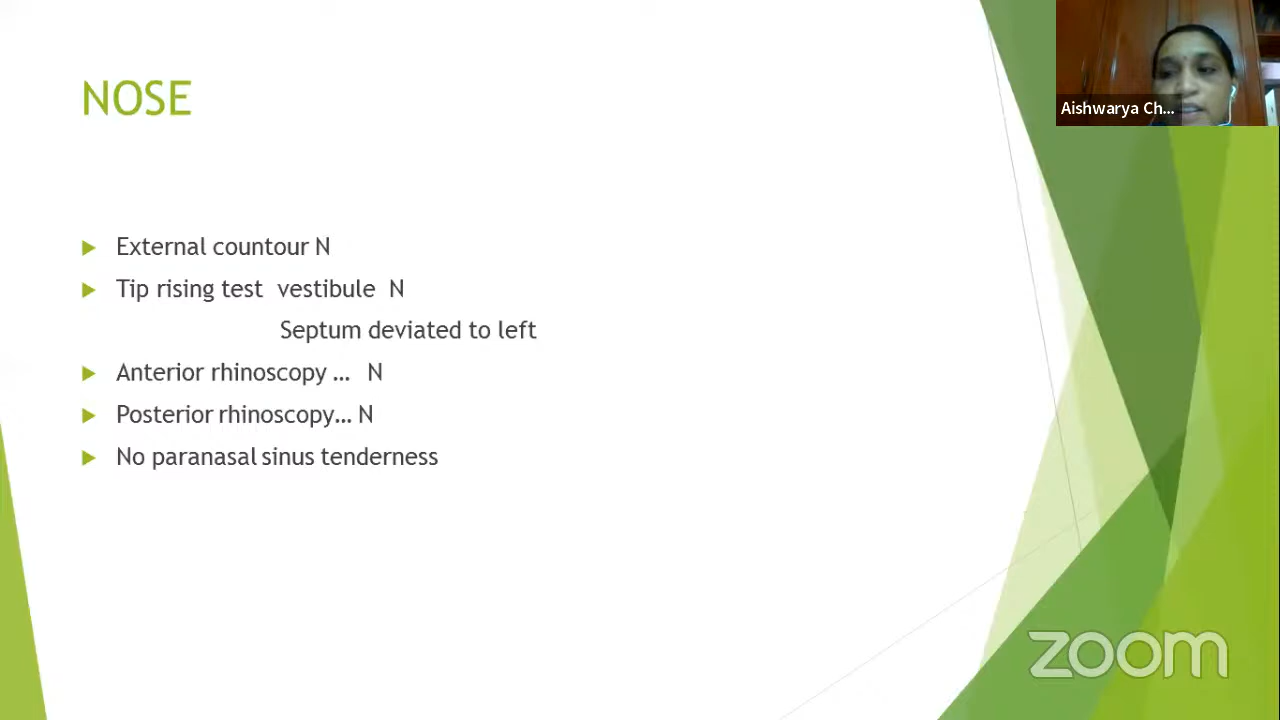 NOSE
Aishwarya Ch...
External countour N
Tip rising test vestibule N
Septum deviated to left
Anterior rhinoscopy ... N
Posterior rhinoscopy... N
No paranasal sinus tenderness
zoom